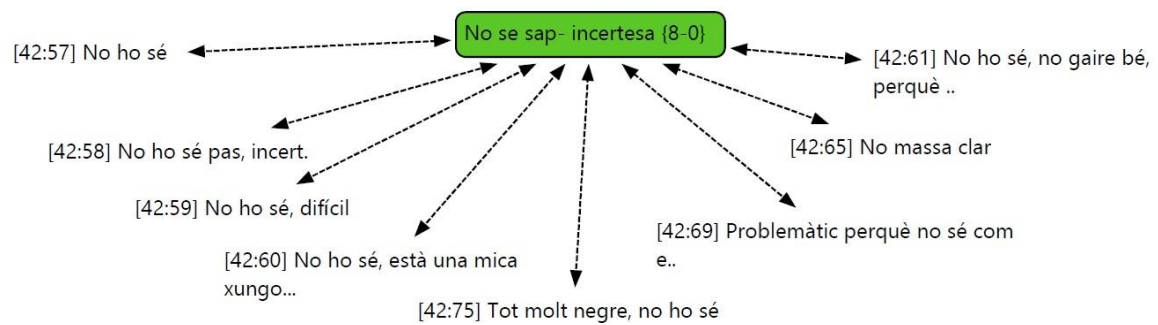 No se sap- incertesa {8-0}
[42:57] No ho sé
[42:61] No ho sé, no gaire bé,
perquè ..
[42:58] No ho sé pas, incert.
[42:65] No massa clar
[42:59] No ho sé, difícil
[42:69] Problemàtic perquè no sé com
e..
[42:60] No ho sé, està una mica
xungo...
[42:75] Tot molt negre, no ho sé